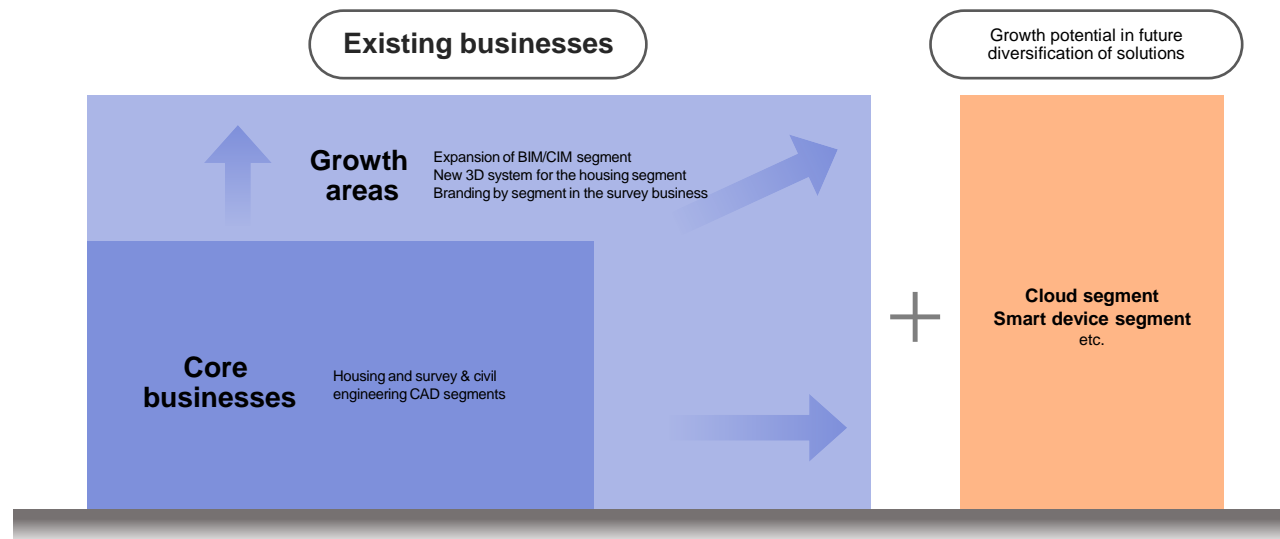 Existing businesses
Growth potential in future
diversification of solutions
Growth
areas
Expansion of BIM/CIM segment
New 3D system for the housing segment
Branding by segment in the survey business
Core
businesses
Housing and survey & civil
engineering CAD segments
Cloud segment
Smart device segment
etc.